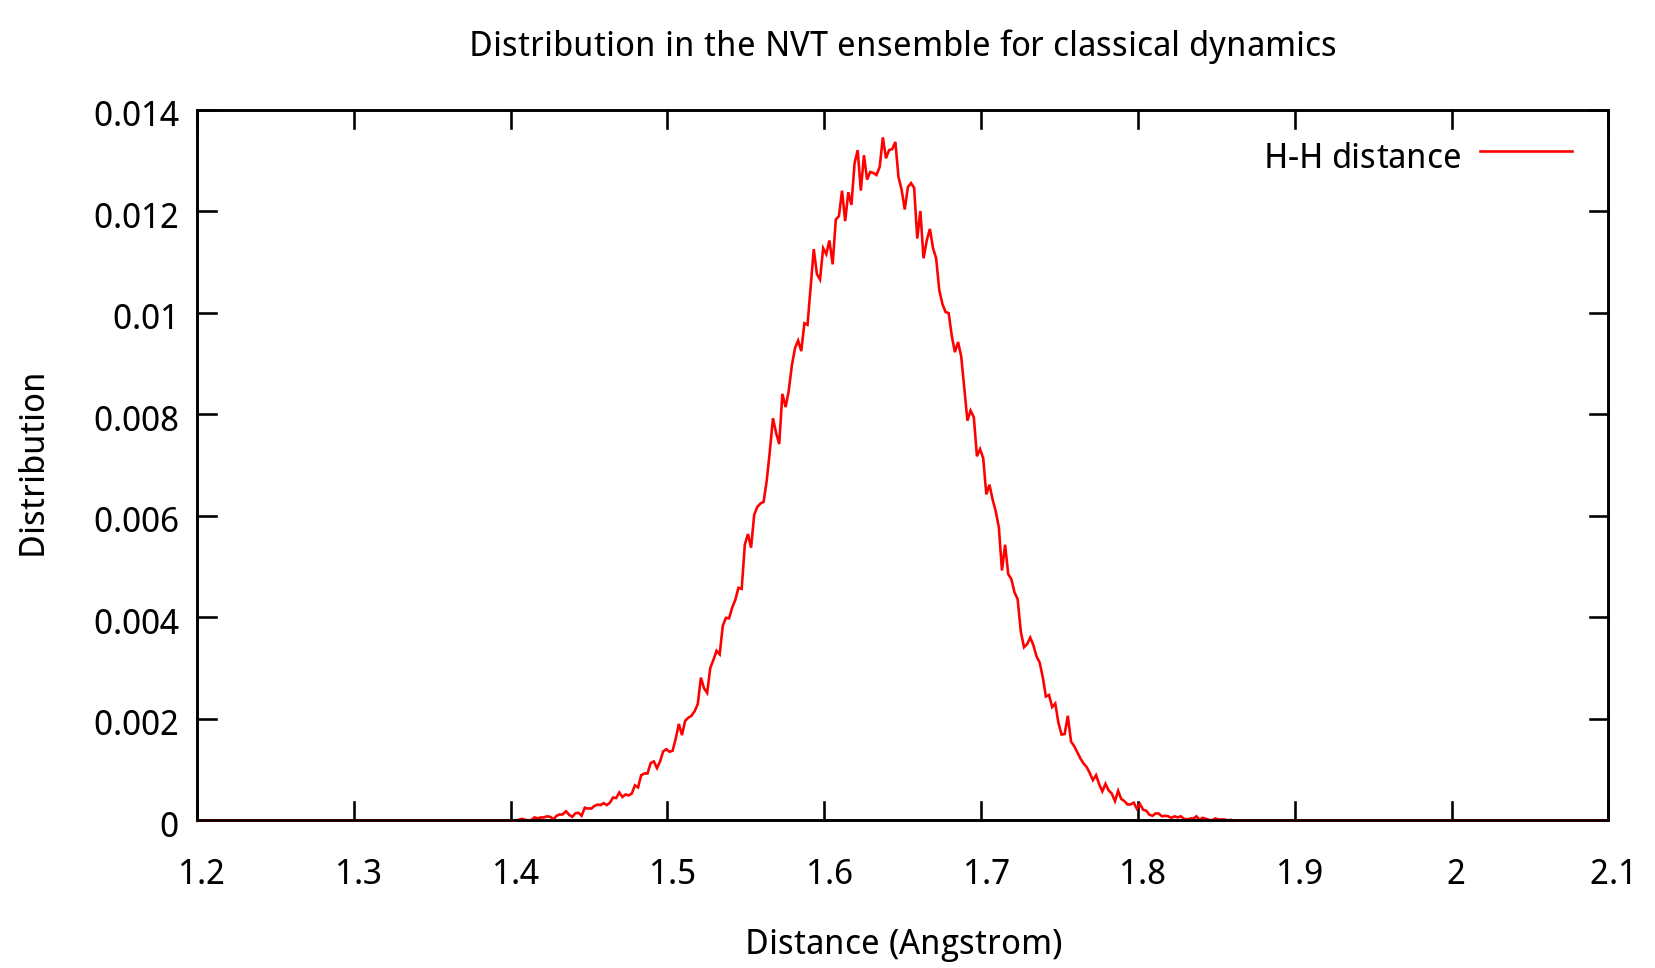 Distribution in the NVT ensemble for classical dynamics
0.014
0.012
0.01
0.008
0.006
0.004
0.002
0
Distribution
H-H distance
1.2 1.3 1.4 1.5 1.6 1.7 1.8 1.9 2 2.1
Distance (Angstrom)